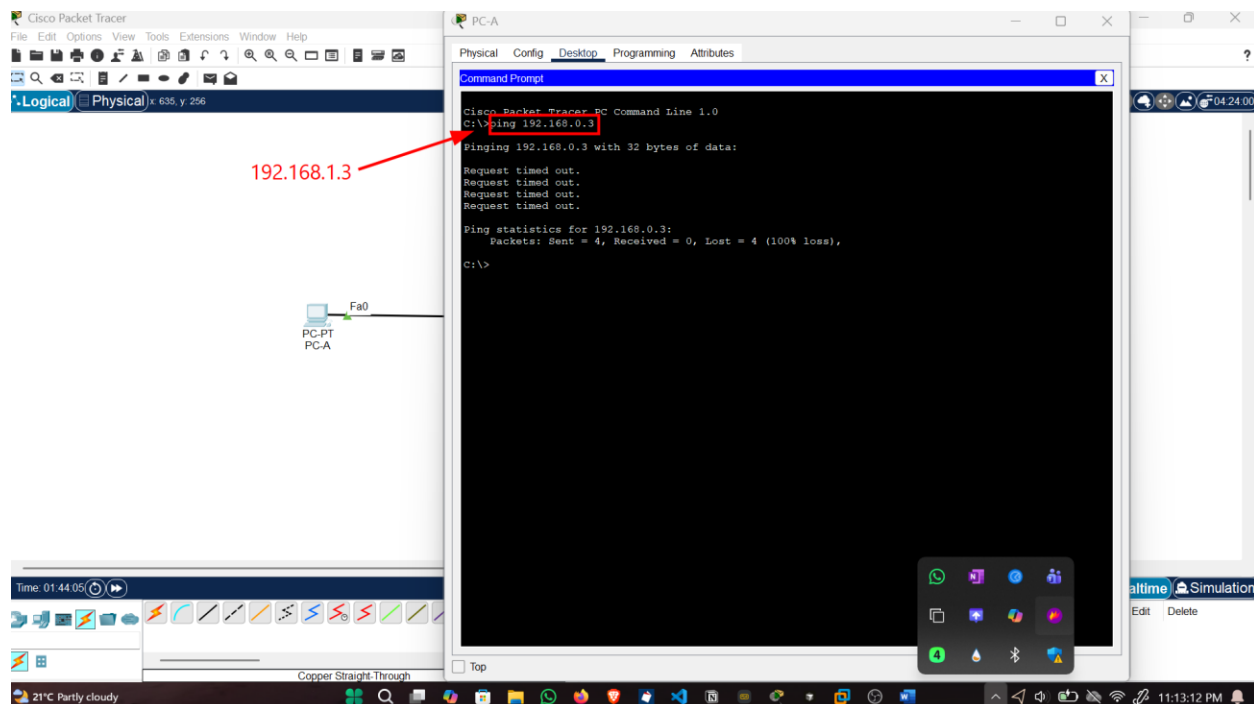 Cisco Packet Tracer
File Edit Options View Tools Extensions Window Help
?
Logical Physical x: 635, y: 256
04:24:00
PC-A
Physical Config Desktop Programming Attributes
Command Prompt X
Cisco Packet Tracer PC Command Line 1.0
C:\>ping 192.168.0.3
192.168.1.3
Pinging 192.168.0.3 with 32 bytes of data:
Request timed out.
Request timed out.
Request timed out.
Request timed out.
Ping statistics for 192.168.0.3:
Packets: Sent = 4, Received = 0, Lost = 4 (100% loss),
C:\>
Fa0
PC-PT
PC-A
Time: 01:44:05
altime Simulation
Edit Delete
4
Top
Copper Straight-Through
21°C Partly cloudy
11:13:12 PM